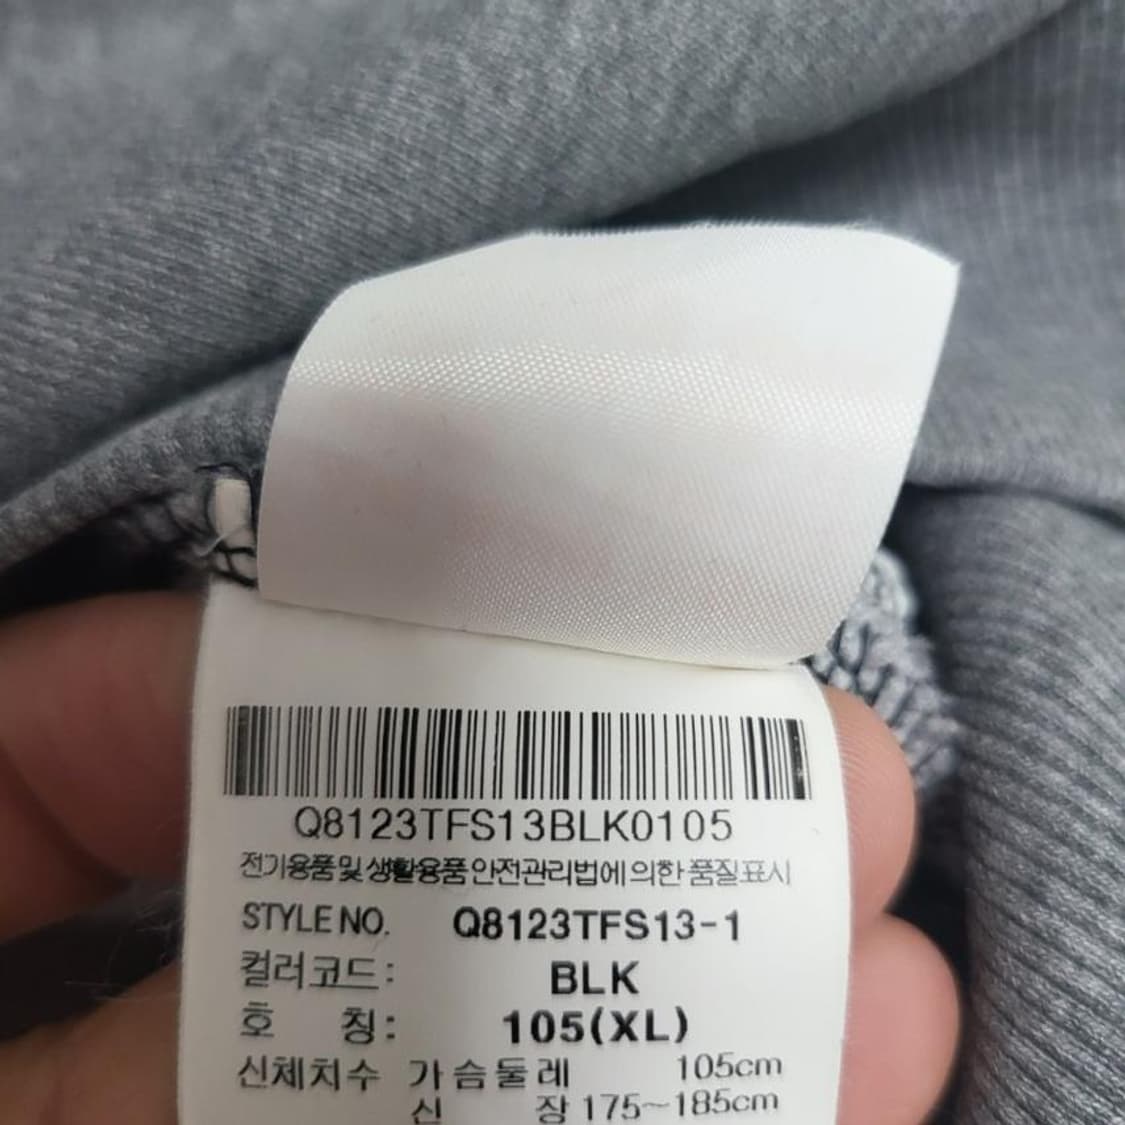 Q8123TFS13BLK0105
전기용품 및 생활용품 안전관리법에 의한 품질표시
STYLE NO. Q8123TFS13-1
컬러코드: BLK
호 칭: 105(XL)
신체치수 가슴둘레 105cm
신 장 175~185cm